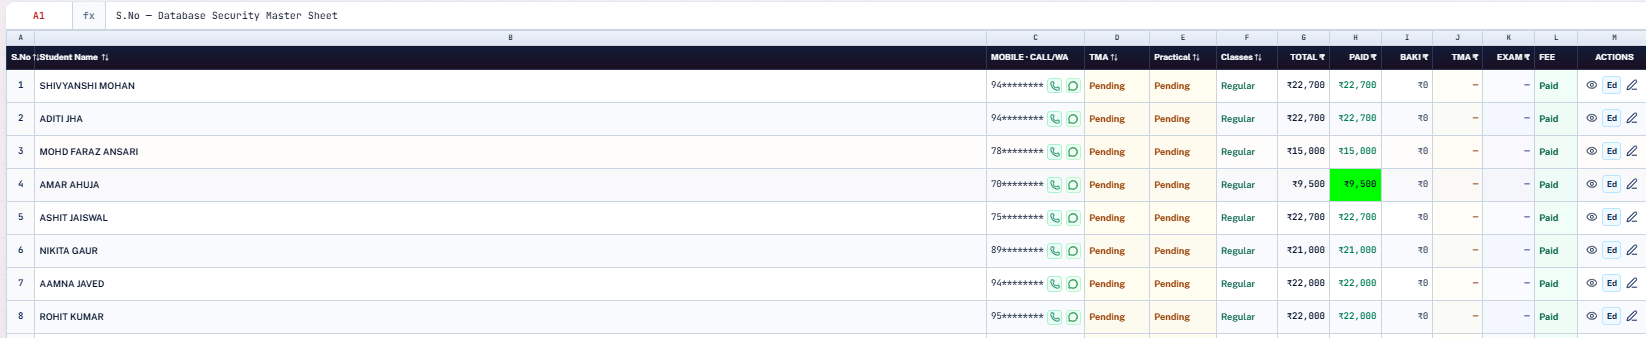 A1 fx S.No — Database Security Master Sheet
A B C D E F G H I J K L M
S.No ↑↓ Student Name ↑↓ MOBILE · CALL/WA TMA ↑↓ Practical ↑↓ Classes ↑↓ TOTAL ₹ PAID ₹ BAKI ₹ TMA ₹ EXAM ₹ FEE ACTIONS
1 SHIVYANSHI MOHAN 94******** Pending Pending Regular ₹22,700 ₹22,700 ₹0 — — Paid Ed
2 ADITI JHA 94******** Pending Pending Regular ₹22,700 ₹22,700 ₹0 — — Paid Ed
3 MOHD FARAZ ANSARI 78******** Pending Pending Regular ₹15,000 ₹15,000 ₹0 — — Paid Ed
4 AMAR AHUJA 70******** Pending Pending Regular ₹9,500 ₹9,500 ₹0 — — Paid Ed
5 ASHIT JAISWAL 75******** Pending Pending Regular ₹22,700 ₹22,700 ₹0 — — Paid Ed
6 NIKITA GAUR 89******** Pending Pending Regular ₹21,000 ₹21,000 ₹0 — — Paid Ed
7 AAMNA JAVED 94******** Pending Pending Regular ₹22,000 ₹22,000 ₹0 — — Paid Ed
8 ROHIT KUMAR 95******** Pending Pending Regular ₹22,000 ₹22,000 ₹0 — — Paid Ed